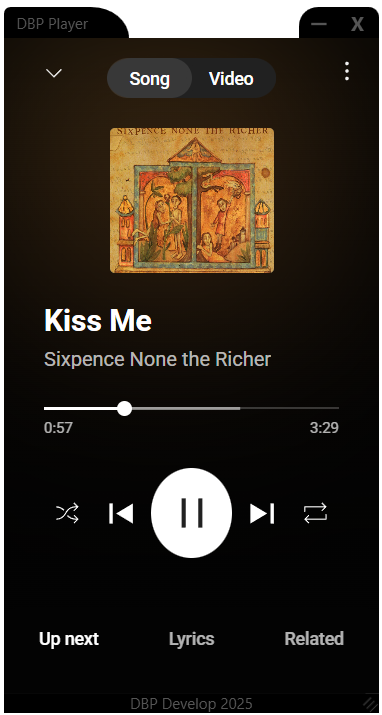 DBP Player
Song Video
SIXPENCE NONE THE RICHER
Kiss Me
Sixpence None the Richer
0:57 3:29
Up next Lyrics Related
DBP Develop 2025